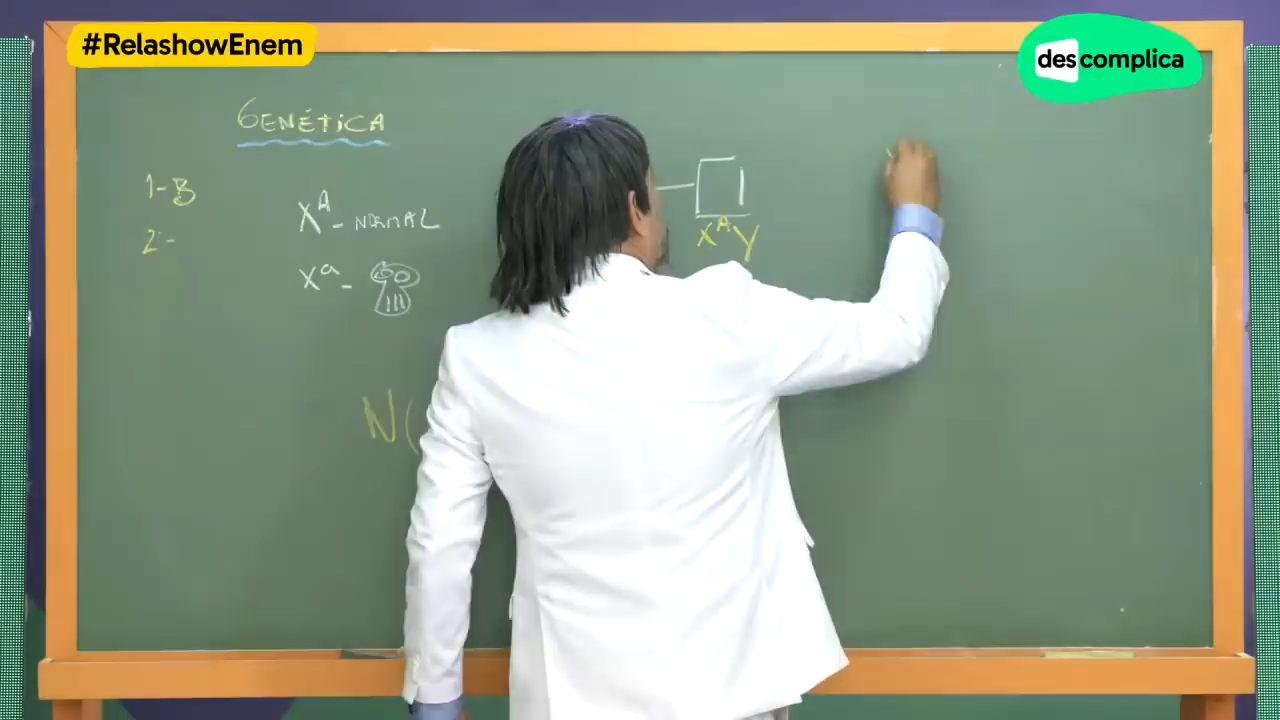 #RelashowEnem
descomplica
GENÉTICA
1-B
2-
X^A - NORMAL
X^a -
X^A Y
N(